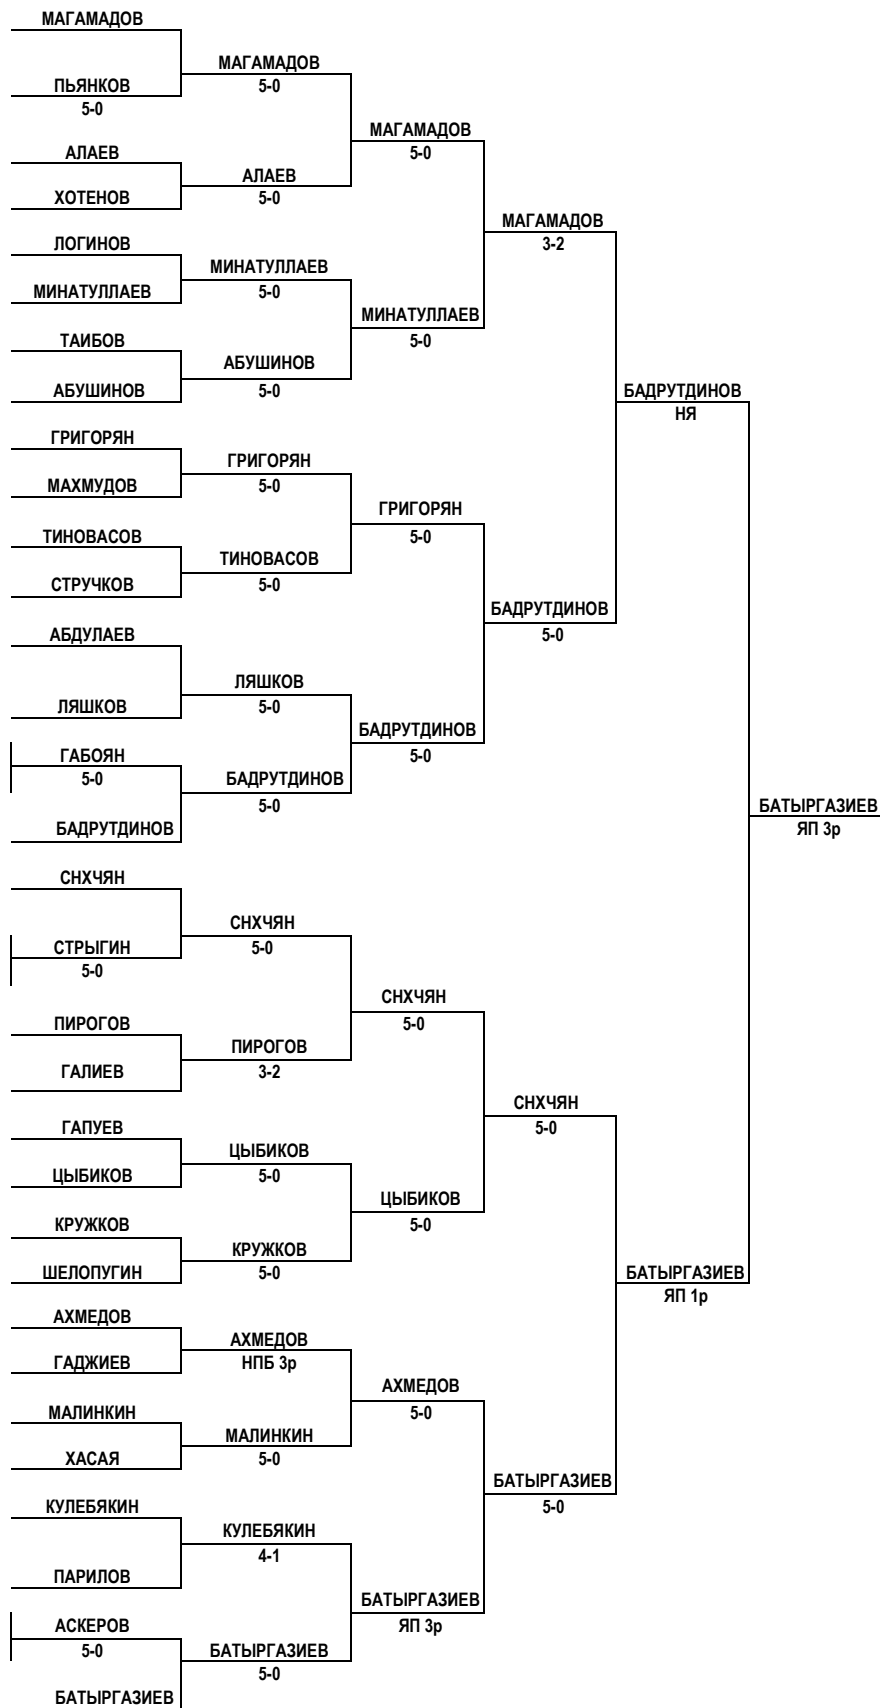 МАГАМАДОВ
ПЬЯНКОВ
5-0
АЛАЕВ
ХОТЕНОВ
ЛОГИНОВ
МИНАТУЛЛАЕВ
ТАИБОВ
АБУШИНОВ
ГРИГОРЯН
МАХМУДОВ
ТИНОВАСОВ
СТРУЧКОВ
АБДУЛАЕВ
ЛЯШКОВ
ГАБОЯН
5-0
БАДРУТДИНОВ
СНХЧЯН
СТРЫГИН
5-0
ПИРОГОВ
ГАЛИЕВ
ГАПУЕВ
ЦЫБИКОВ
КРУЖКОВ
ШЕЛОПУГИН
АХМЕДОВ
ГАДЖИЕВ
МАЛИНКИН
ХАСАЯ
КУЛЕБЯКИН
ПАРИЛОВ
АСКЕРОВ
5-0
БАТЫРГАЗИЕВ
МАГАМАДОВ
5-0
АЛАЕВ
5-0
МИНАТУЛЛАЕВ
5-0
АБУШИНОВ
5-0
ГРИГОРЯН
5-0
ТИНОВАСОВ
5-0
ЛЯШКОВ
5-0
БАДРУТДИНОВ
5-0
СНХЧЯН
5-0
ПИРОГОВ
3-2
ЦЫБИКОВ
5-0
КРУЖКОВ
5-0
АХМЕДОВ
НПБ 3р
МАЛИНКИН
5-0
КУЛЕБЯКИН
4-1
БАТЫРГАЗИЕВ
5-0
МАГАМАДОВ
5-0
МИНАТУЛЛАЕВ
5-0
ГРИГОРЯН
5-0
БАДРУТДИНОВ
5-0
СНХЧЯН
5-0
ЦЫБИКОВ
5-0
АХМЕДОВ
5-0
БАТЫРГАЗИЕВ
ЯП 3р
МАГАМАДОВ
3-2
БАДРУТДИНОВ
5-0
СНХЧЯН
5-0
БАТЫРГАЗИЕВ
5-0
БАДРУТДИНОВ
НЯ
БАТЫРГАЗИЕВ
ЯП 1р
БАТЫРГАЗИЕВ
ЯП 3р